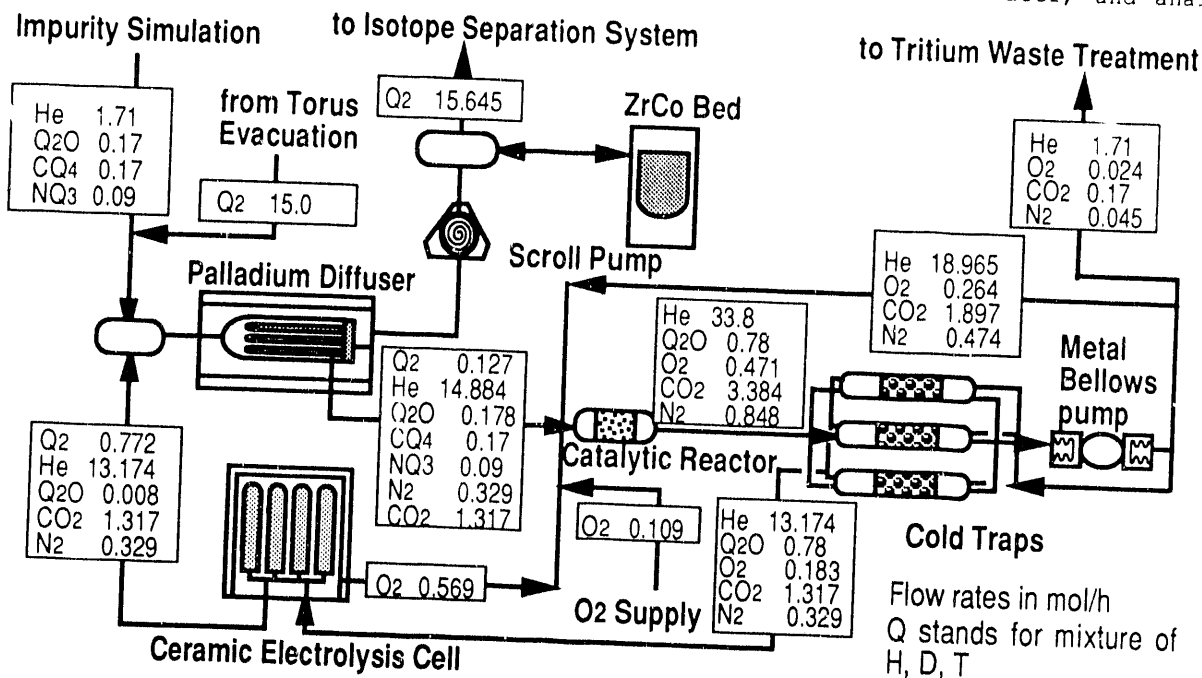 Impurity Simulation
to Isotope Separation System
to Tritium Waste Treatment
He 1.71
Q2O 0.17
CQ4 0.17
NQ3 0.09
from Torus
Evacuation
Q2 15.0
Q2 15.645
ZrCo Bed
He 1.71
O2 0.024
CO2 0.17
N2 0.045
Palladium Diffuser
Scroll Pump
He 18.965
O2 0.264
CO2 1.897
N2 0.474
He 33.8
Q2O 0.78
O2 0.471
CO2 3.384
N2 0.848
Metal
Bellows
pump
Q2 0.127
He 14.884
Q2O 0.178
CQ4 0.17
NQ3 0.09
N2 0.329
CO2 1.317
Q2 0.772
He 13.174
Q2O 0.008
CO2 1.317
N2 0.329
Catalytic Reactor
O2 0.109
He 13.174
Q2O 0.78
O2 0.183
CO2 1.317
N2 0.329
Cold Traps
O2 0.569
O2 Supply
Ceramic Electrolysis Cell
Flow rates in mol/h
Q stands for mixture of
H, D, T